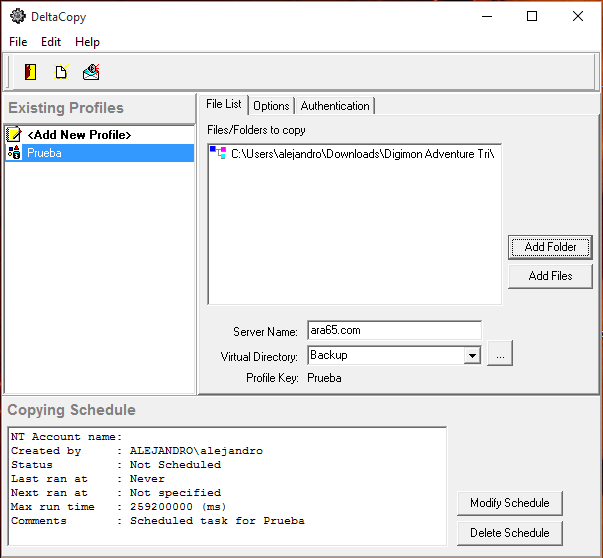 DeltaCopy
File Edit Help
Existing Profiles
<Add New Profile>
Prueba
File List Options Authentication
Files/Folders to copy
C:\Users\alejandro\Downloads\Digimon Adventure Tri\
Add Folder
Add Files
Server Name: ara65.com
Virtual Directory: Backup ...
Profile Key: Prueba
Copying Schedule
NT Account name:
Created by : ALEJANDRO\alejandro
Status : Not Scheduled
Last ran at : Never
Next ran at : Not specified
Max run time : 259200000 (ms)
Comments : Scheduled task for Prueba
Modify Schedule
Delete Schedule